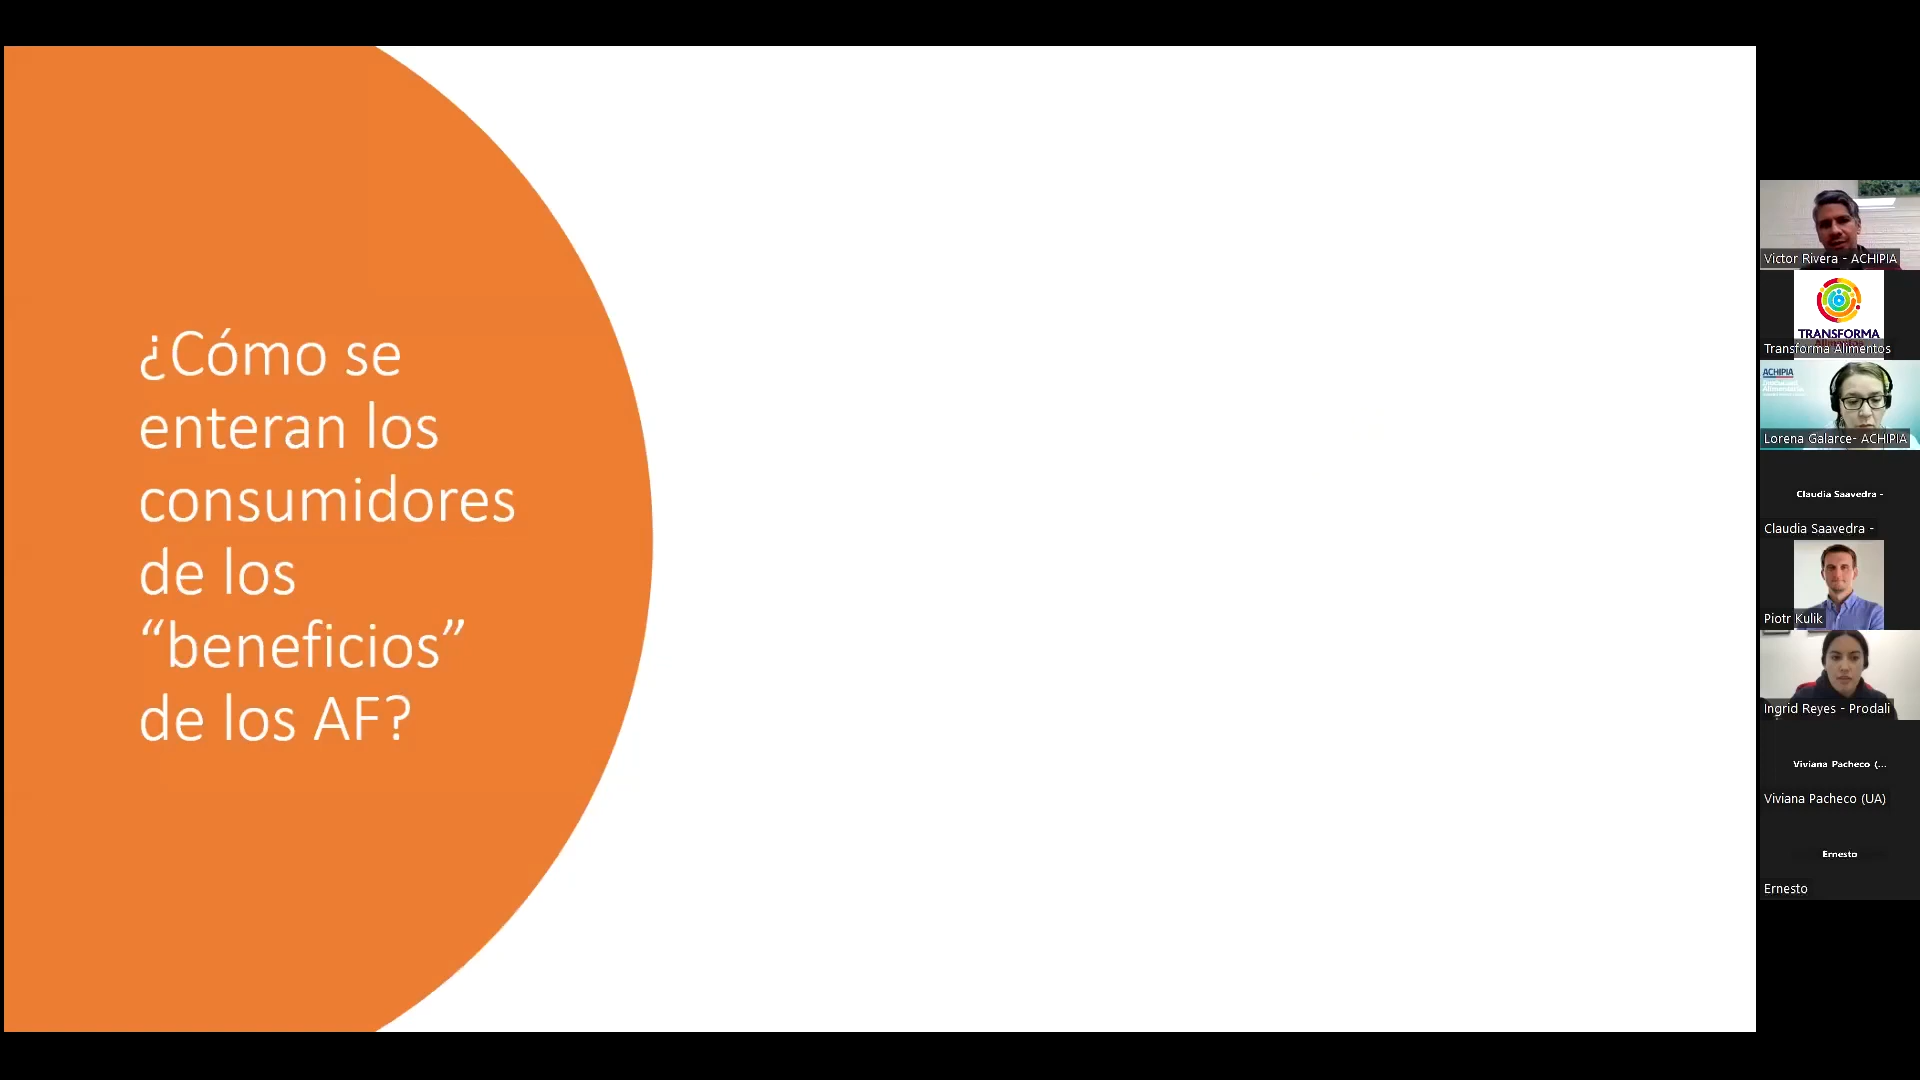 ¿Cómo se
enteran los
consumidores
de los
“beneficios”
de los AF?
Victor Rivera - ACHIPIA
TRANSFORMA
Transforma Alimentos
ACHIPIA
Lorena Galarce- ACHIPIA
Claudia Saavedra -
Claudia Saavedra -
Piotr Kulik
Ingrid Reyes - Prodali
Viviana Pacheco (...
Viviana Pacheco (UA)
Ernesto
Ernesto